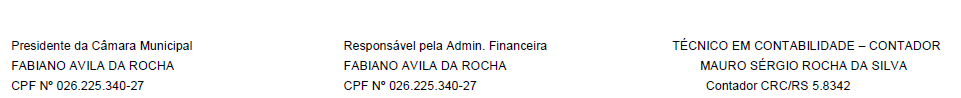 Presidente da Câmara Municipal
FABIANO AVILA DA ROCHA
CPF Nº 026.225.340-27
Responsável pela Admin. Financeira
FABIANO AVILA DA ROCHA
CPF Nº 026.225.340-27
TÉCNICO EM CONTABILIDADE – CONTADOR
MAURO SÉRGIO ROCHA DA SILVA
Contador CRC/RS 5.8342